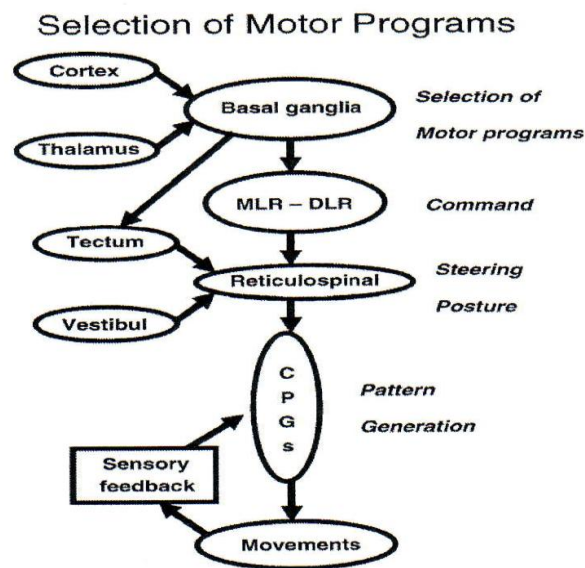 Selection of Motor Programs
Cortex
Basal ganglia
Selection of
Motor programs
Thalamus
MLR – DLR
Command
Tectum
Reticulospinal
Steering
Posture
Vestibul
C
P
G
s
Pattern
Generation
Sensory
feedback
Movements